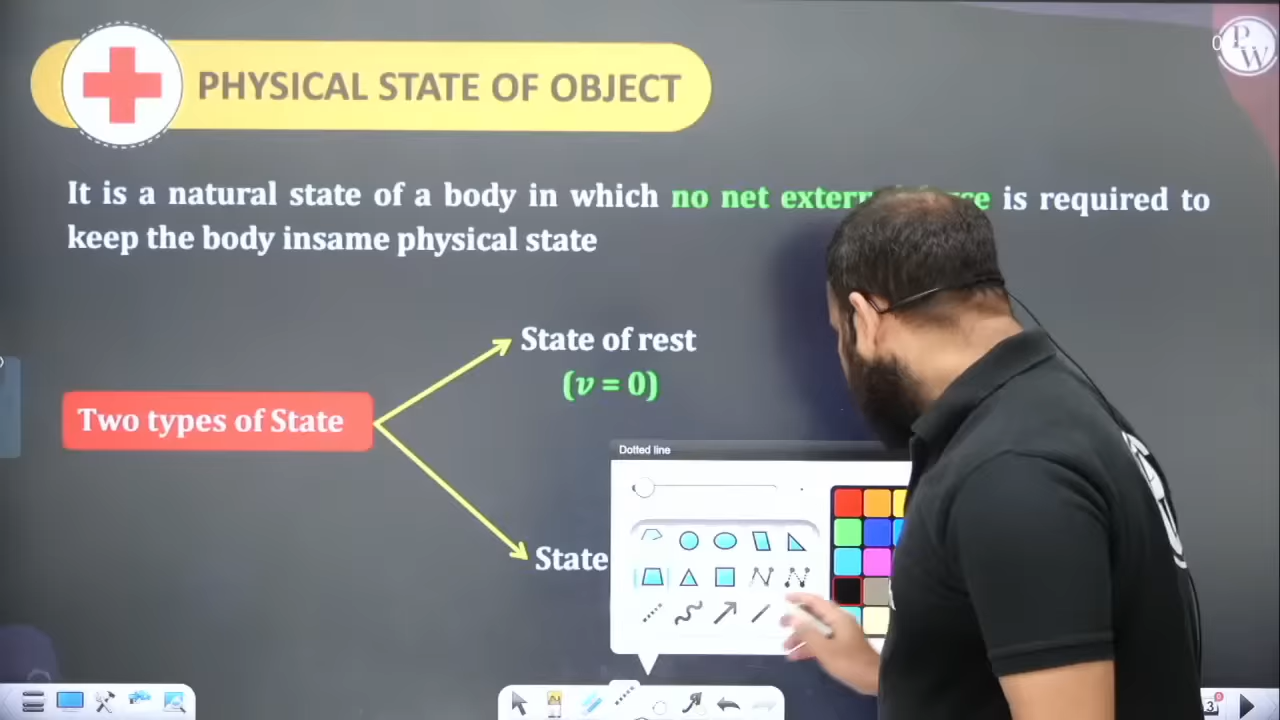 PHYSICAL STATE OF OBJECT
PW
It is a natural state of a body in which no net is required to
keep the body insame physical state
State of rest
(v = 0)
Two types of State
Dotted line
State